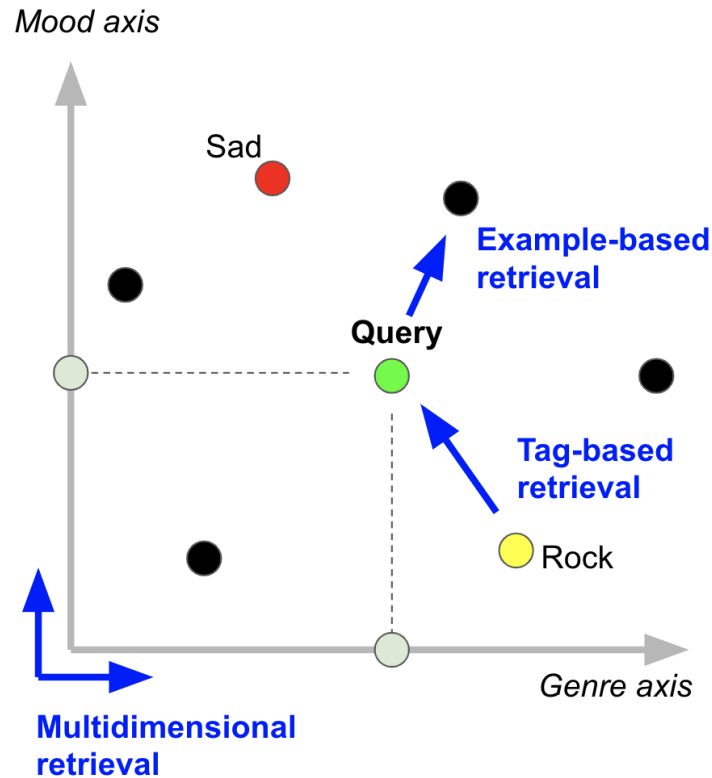 Mood axis
Sad
Example-based
retrieval
Query
Tag-based
retrieval
Rock
Genre axis
Multidimensional
retrieval